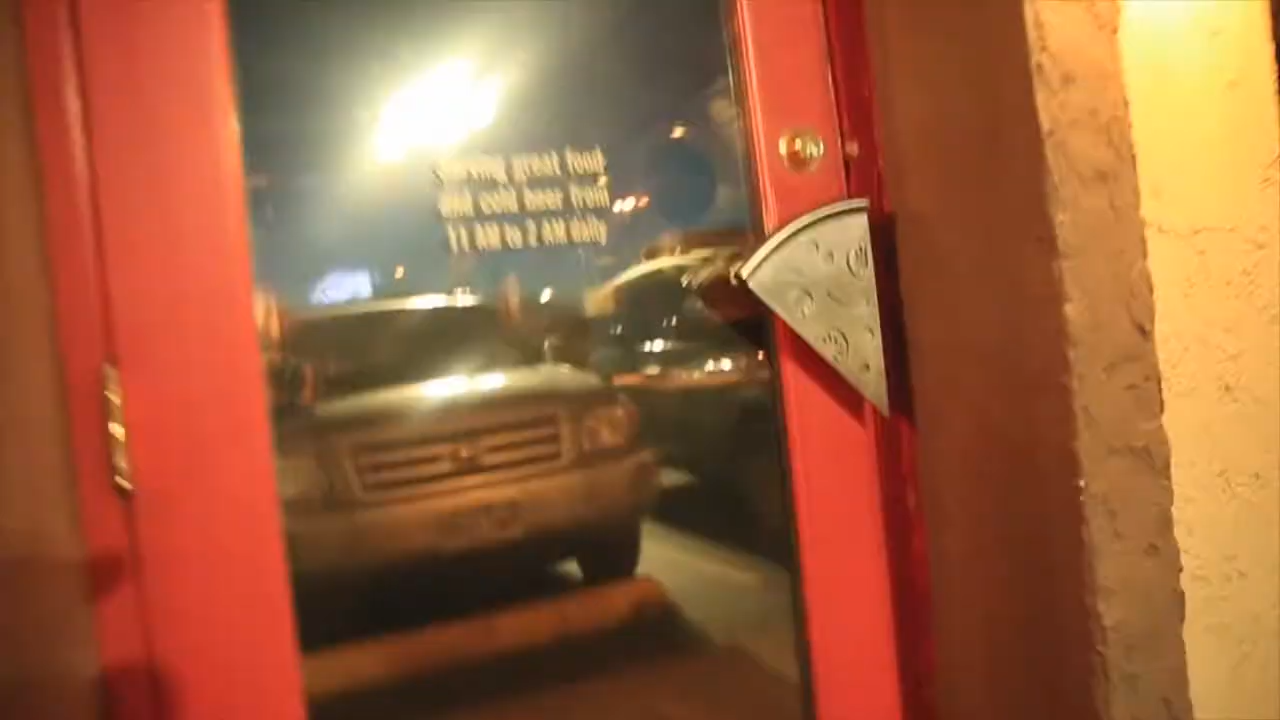 Serving great food
and cold beer from
11 AM to 2 AM daily